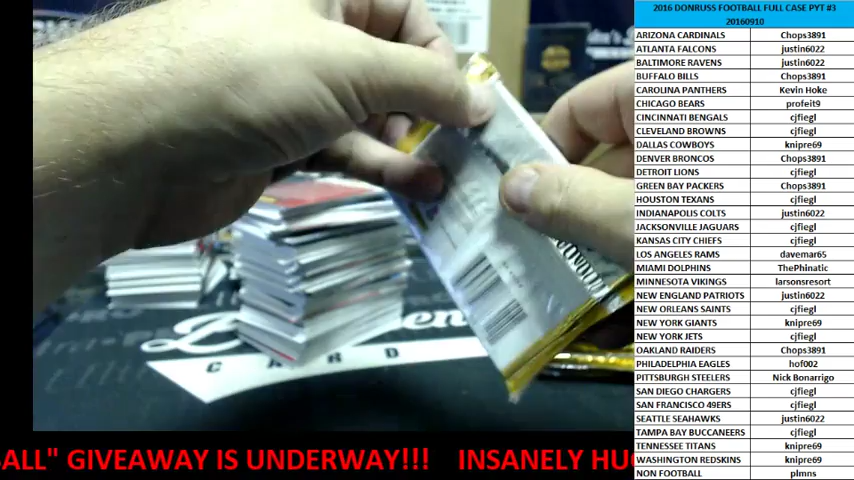 2016 DONRUSS FOOTBALL FULL CASE PYT #3
20160910
ARIZONA CARDINALS Chops3891
ATLANTA FALCONS justin6022
BALTIMORE RAVENS justin6022
BUFFALO BILLS Chops3891
CAROLINA PANTHERS Kevin Hoke
CHICAGO BEARS profeit9
CINCINNATI BENGALS cjfiegl
CLEVELAND BROWNS cjfiegl
DALLAS COWBOYS knipre69
DENVER BRONCOS Chops3891
DETROIT LIONS cjfiegl
GREEN BAY PACKERS Chops3891
HOUSTON TEXANS cjfiegl
INDIANAPOLIS COLTS justin6022
JACKSONVILLE JAGUARS cjfiegl
KANSAS CITY CHIEFS cjfiegl
LOS ANGELES RAMS davemar65
MIAMI DOLPHINS ThePhinatic
MINNESOTA VIKINGS larsonsresort
NEW ENGLAND PATRIOTS justin6022
NEW ORLEANS SAINTS cjfiegl
NEW YORK GIANTS knipre69
NEW YORK JETS cjfiegl
OAKLAND RAIDERS Chops3891
PHILADELPHIA EAGLES hof002
PITTSBURGH STEELERS Nick Bonarrigo
SAN DIEGO CHARGERS cjfiegl
SAN FRANCISCO 49ERS cjfiegl
SEATTLE SEAHAWKS justin6022
TAMPA BAY BUCCANEERS cjfiegl
TENNESSEE TITANS knipre69
WASHINGTON REDSKINS knipre69
NON FOOTBALL plmns
C A R D
ALL" GIVEAWAY IS UNDERWAY!!! INSANELY HU